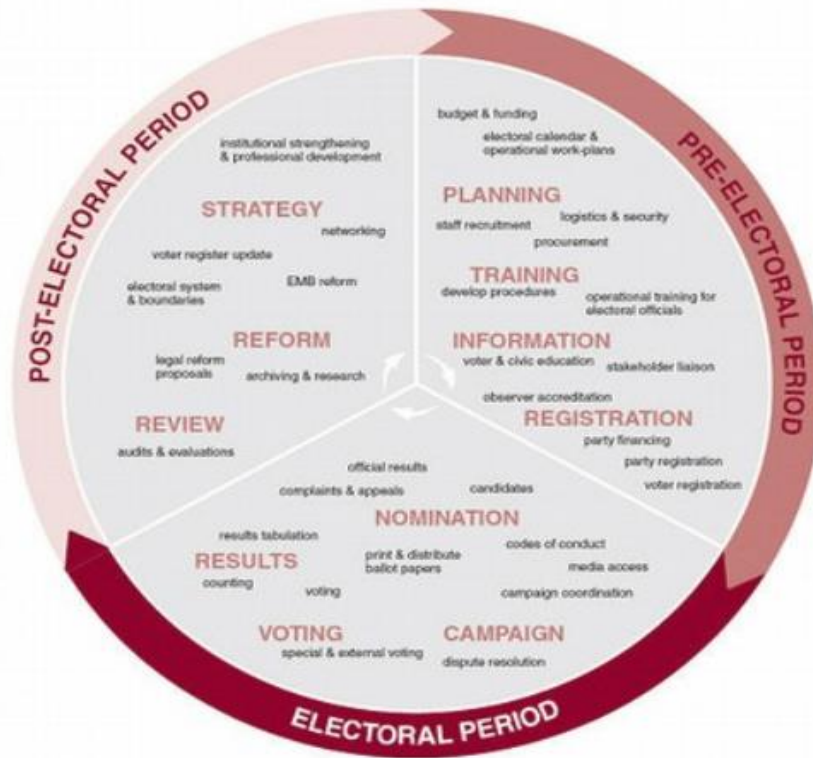 POST-ELECTORAL PERIOD
institutional strengthening
& professional development
STRATEGY
networking
voter register update
electoral system
& boundaries
EMB reform
REFORM
legal reform
proposals
archiving & research
REVIEW
audits & evaluations
PRE-ELECTORAL PERIOD
budget & funding
electoral calendar &
operational work-plans
PLANNING
staff recruitment
logistics & security
procurement
TRAINING
develop procedures
operational training for
electoral officials
INFORMATION
voter & civic education
stakeholder liaison
observer accreditation
REGISTRATION
party financing
party registration
voter registration
official results
complaints & appeals
candidates
NOMINATION
results tabulation
codes of conduct
RESULTS
print & distribute
ballot papers
media access
counting
voting
campaign coordination
VOTING
CAMPAIGN
special & external voting
dispute resolution
ELECTORAL PERIOD